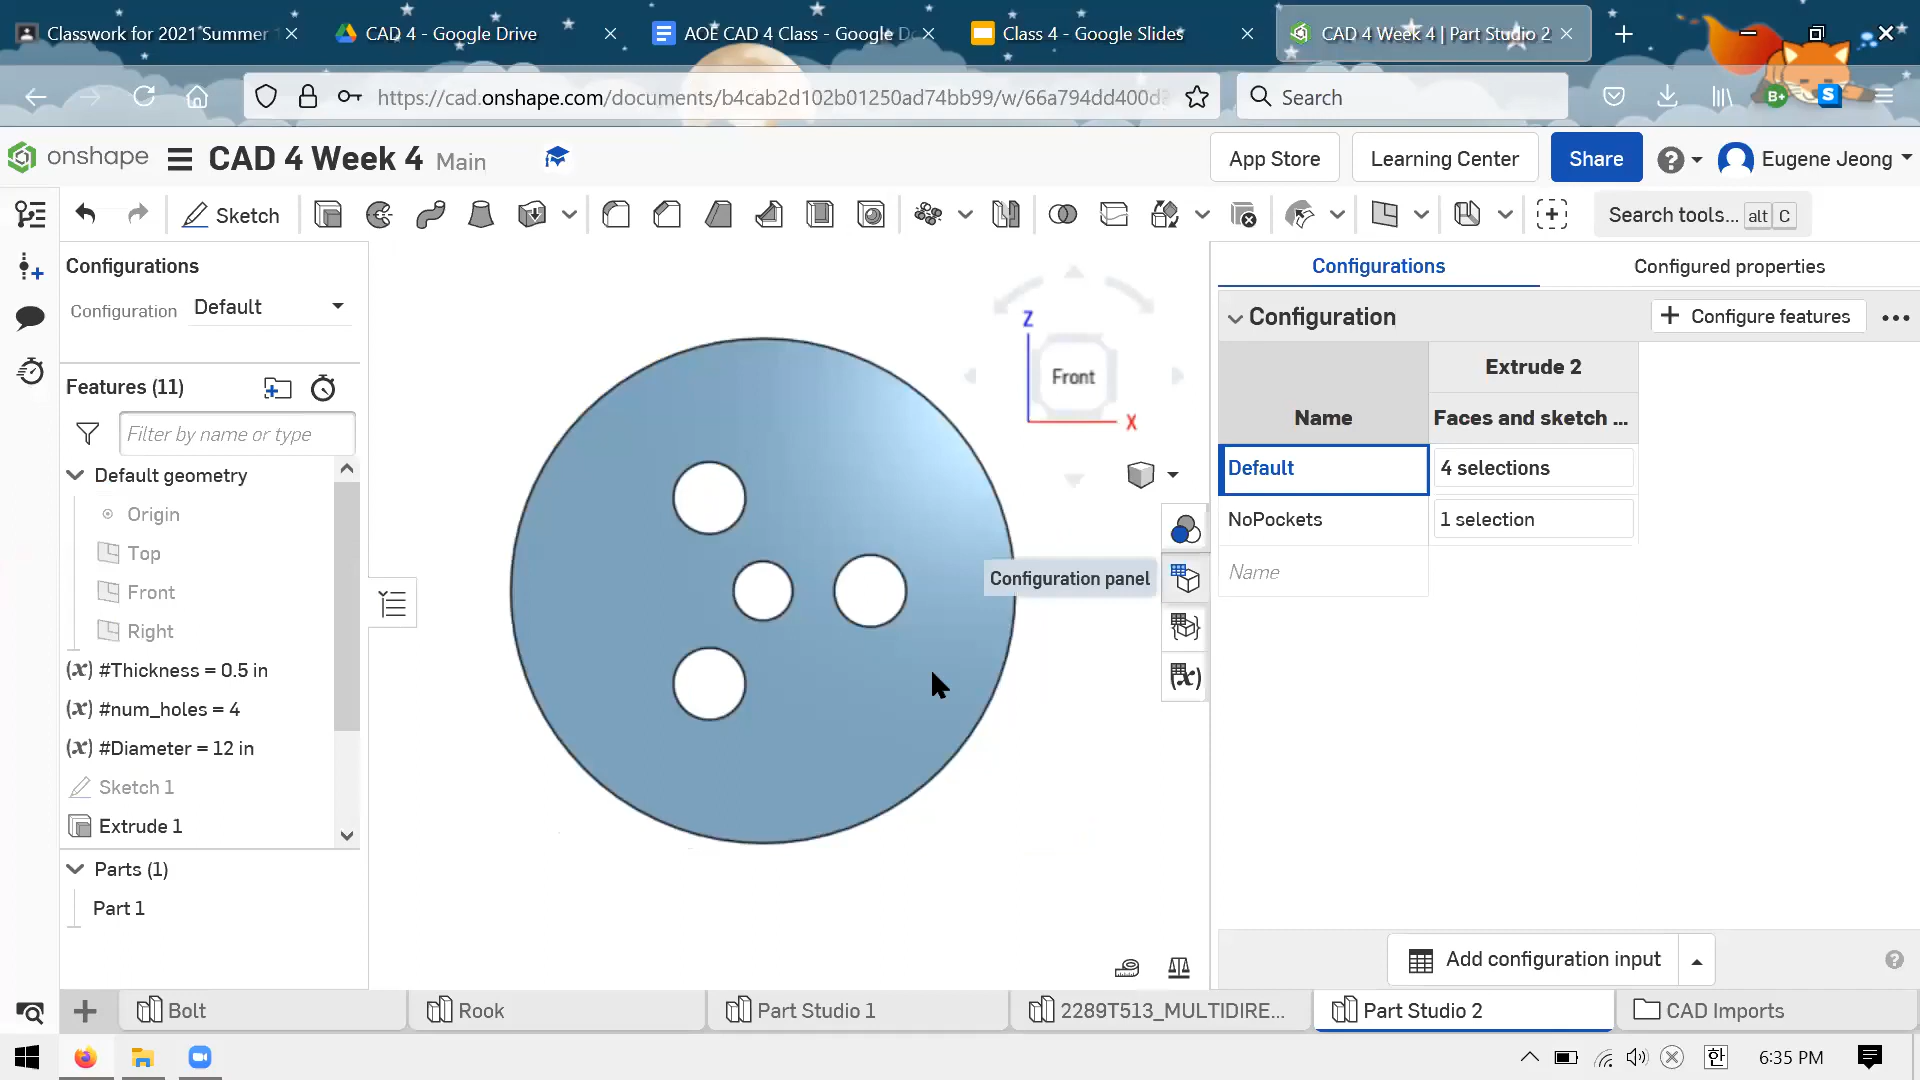 Classwork for 2021 Summer
CAD 4 - Google Drive
AOE CAD 4 Class - Google Do
Class 4 - Google Slides
CAD 4 Week 4 | Part Studio 2
https://cad.onshape.com/documents/b4cab2d102b01250ad74bb99/w/66a794dd400d
Search
B+
S
onshape
CAD 4 Week 4
Main
App Store
Learning Center
Share
Eugene Jeong
Sketch
Search tools... alt C
Configurations
Configuration
Default
Features (11)
Filter by name or type
Default geometry
Origin
Top
Front
Right
(x) #Thickness = 0.5 in
(x) #num_holes = 4
(x) #Diameter = 12 in
Sketch 1
Extrude 1
Parts (1)
Part 1
Z
Front
X
Configuration panel
Configurations
Configured properties
Configuration
Configure features
Extrude 2
Name
Faces and sketch ...
Default
4 selections
NoPockets
1 selection
Name
Add configuration input
Bolt
Rook
Part Studio 1
2289T513_MULTIDIRE...
Part Studio 2
CAD Imports
한
6:35 PM